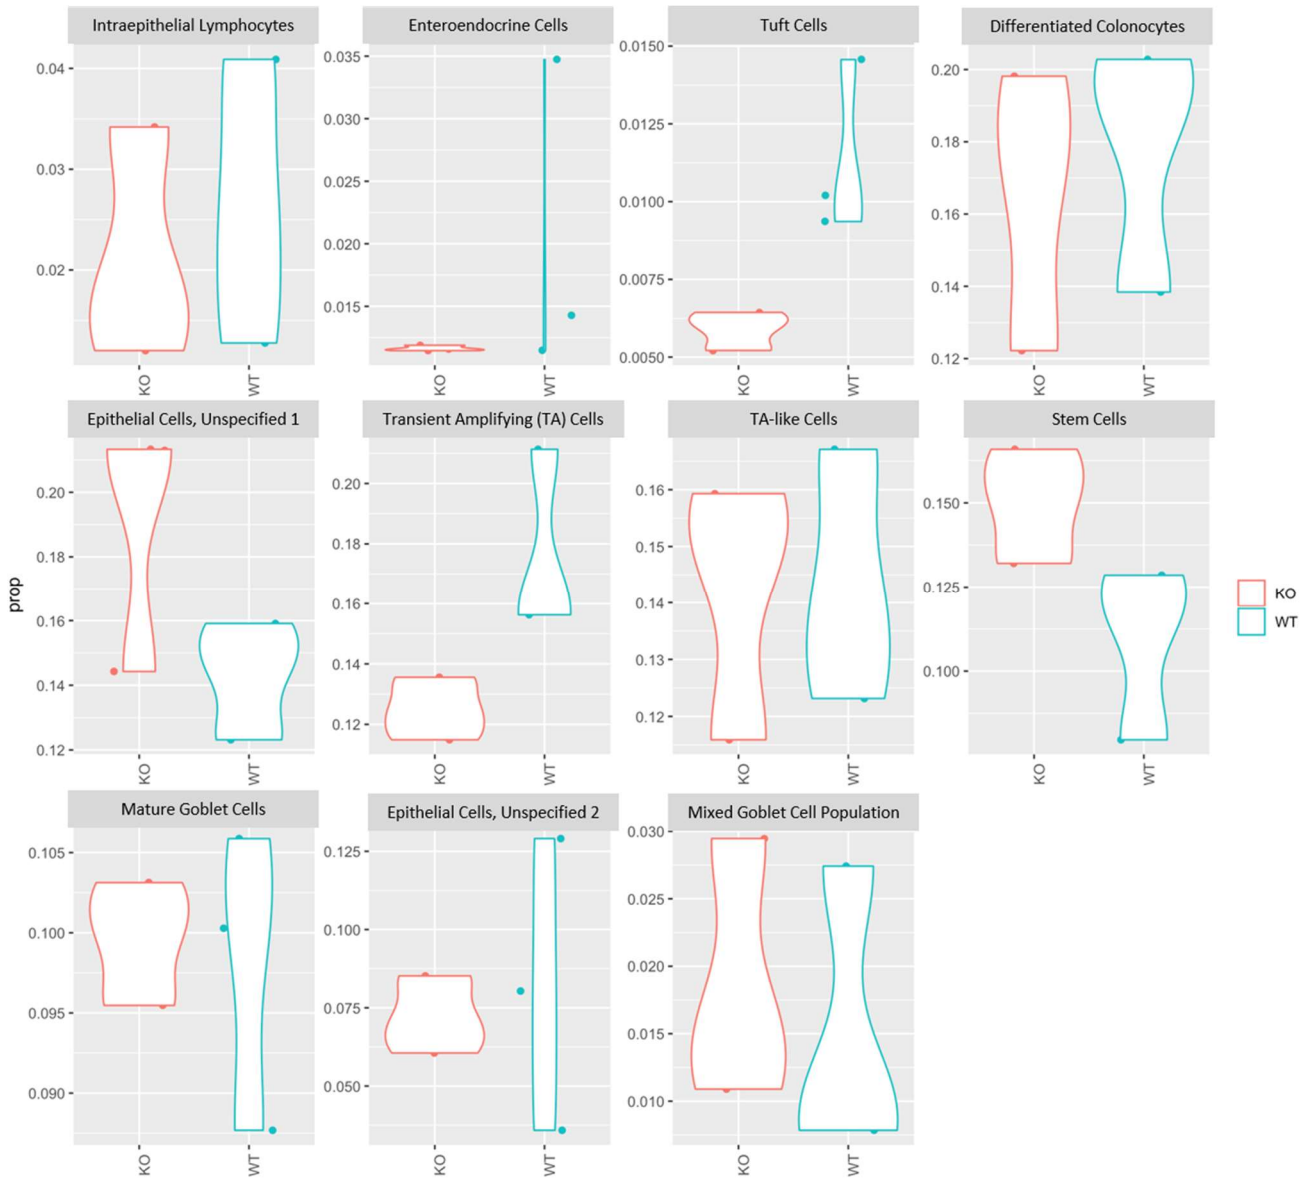 Intraepithelial Lymphocytes
Enteroendocrine Cells
Tuft Cells
Differentiated Colonocytes
0.04
0.03
0.02
0.035
0.030
0.025
0.020
0.015
0.0150
0.0125
0.0100
0.0075
0.0050
0.20
0.18
0.16
0.14
0.12
KO
WT
KO
WT
KO
WT
KO
WT
Epithelial Cells, Unspecified 1
Transient Amplifying (TA) Cells
TA-like Cells
Stem Cells
0.20
0.18
0.16
0.14
0.12
0.20
0.18
0.16
0.14
0.12
0.16
0.15
0.14
0.13
0.12
0.150
0.125
0.100
prop
KO
WT
KO
WT
KO
WT
KO
WT
KO
WT
Mature Goblet Cells
Epithelial Cells, Unspecified 2
Mixed Goblet Cell Population
0.105
0.100
0.095
0.090
0.125
0.100
0.075
0.050
0.030
0.025
0.020
0.015
0.010
KO
WT
KO
WT
KO
WT